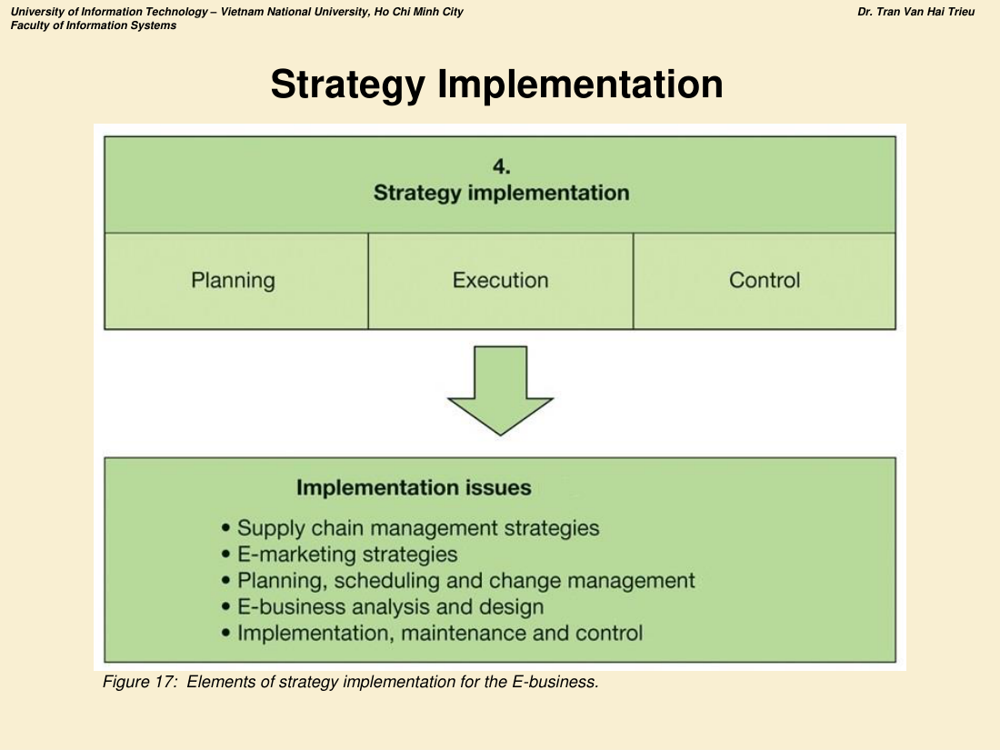 University of Information Technology – Vietnam National University, Ho Chi Minh City
Faculty of Information Systems
Dr. Tran Van Hai Trieu
Strategy Implementation
4.
Strategy implementation
Planning
Execution
Control
Implementation issues
• Supply chain management strategies
• E-marketing strategies
• Planning, scheduling and change management
• E-business analysis and design
• Implementation, maintenance and control
Figure 17: Elements of strategy implementation for the E-business.